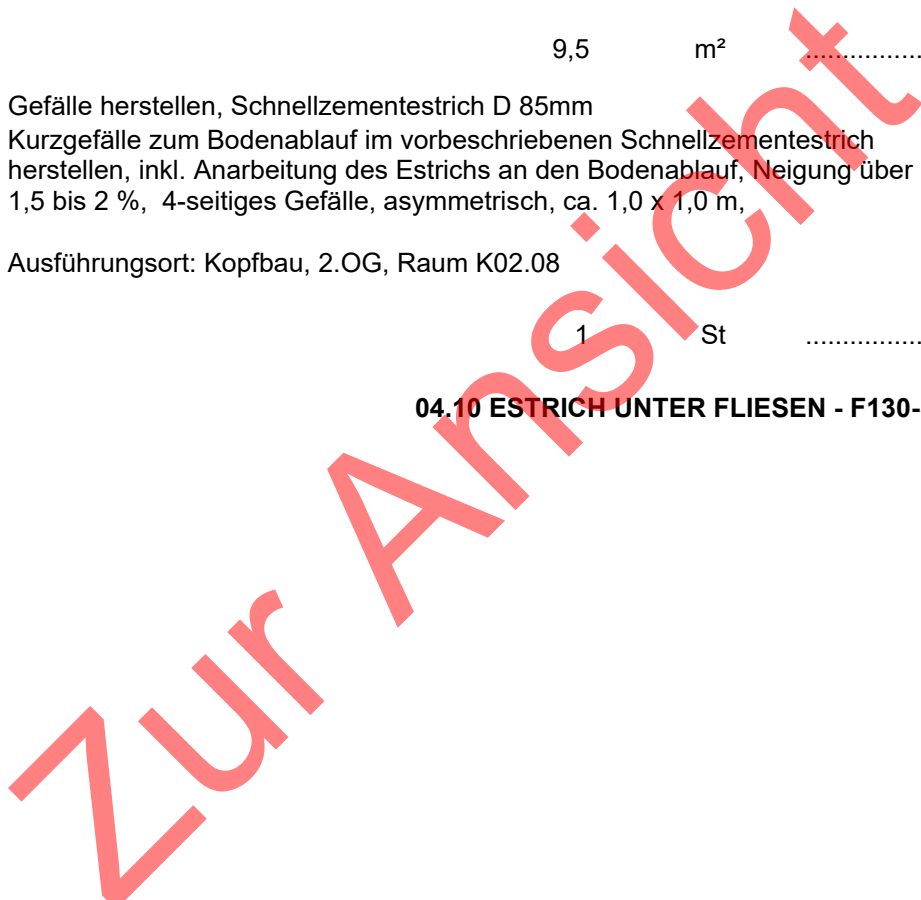 9,5 m² ................
Gefälle herstellen, Schnellzementestrich D 85mm
Kurzgefälle zum Bodenablauf im vorbeschriebenen Schnellzementestrich
herstellen, inkl. Anarbeitung des Estrichs an den Bodenablauf, Neigung über
1,5 bis 2 %, 4-seitiges Gefälle, asymmetrisch, ca. 1,0 x 1,0 m,
Ausführungsort: Kopfbau, 2.OG, Raum K02.08
1 St ................
04.10 ESTRICH UNTER FLIESEN - F130-
Zur Ansicht